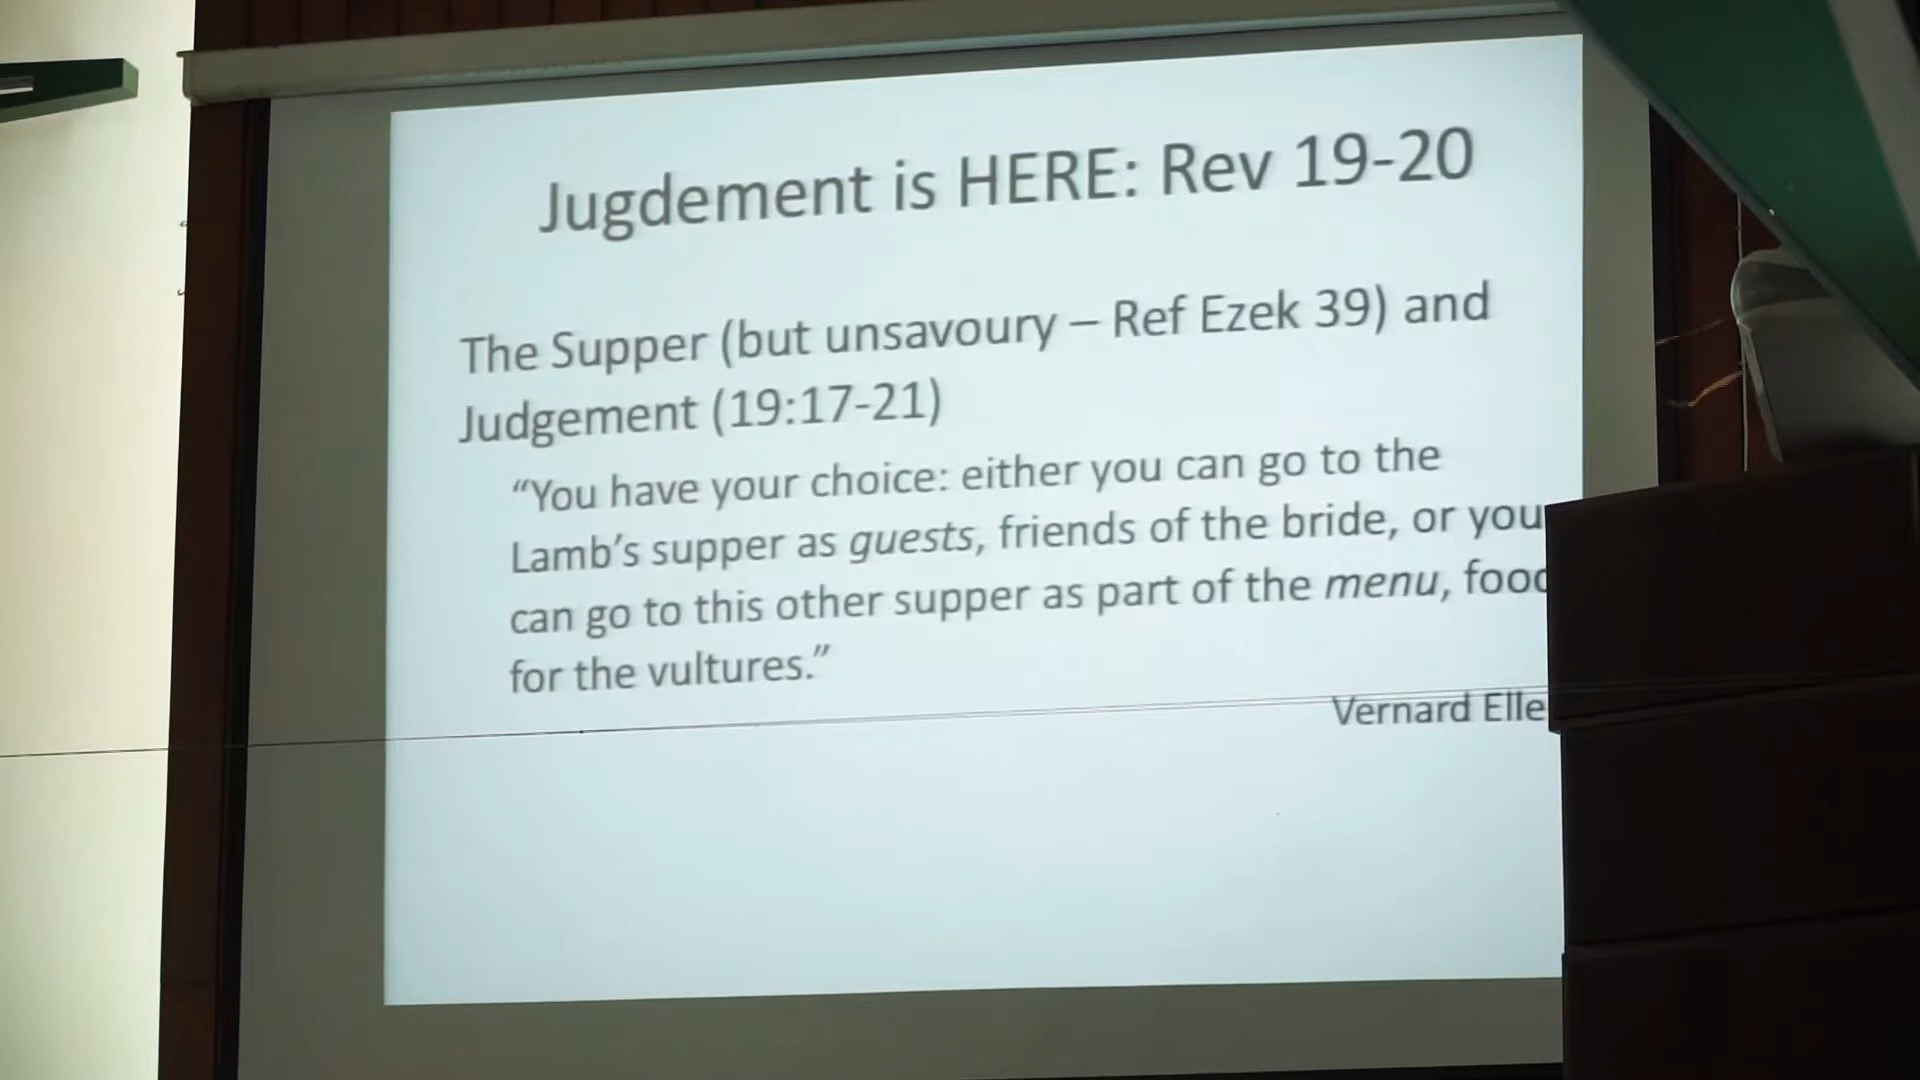 Jugdement is HERE: Rev 19-20
The Supper (but unsavoury – Ref Ezek 39) and
Judgement (19:17-21)
“You have your choice: either you can go to the
Lamb’s supper as guests, friends of the bride, or you
can go to this other supper as part of the menu, food
for the vultures.”
Vernard